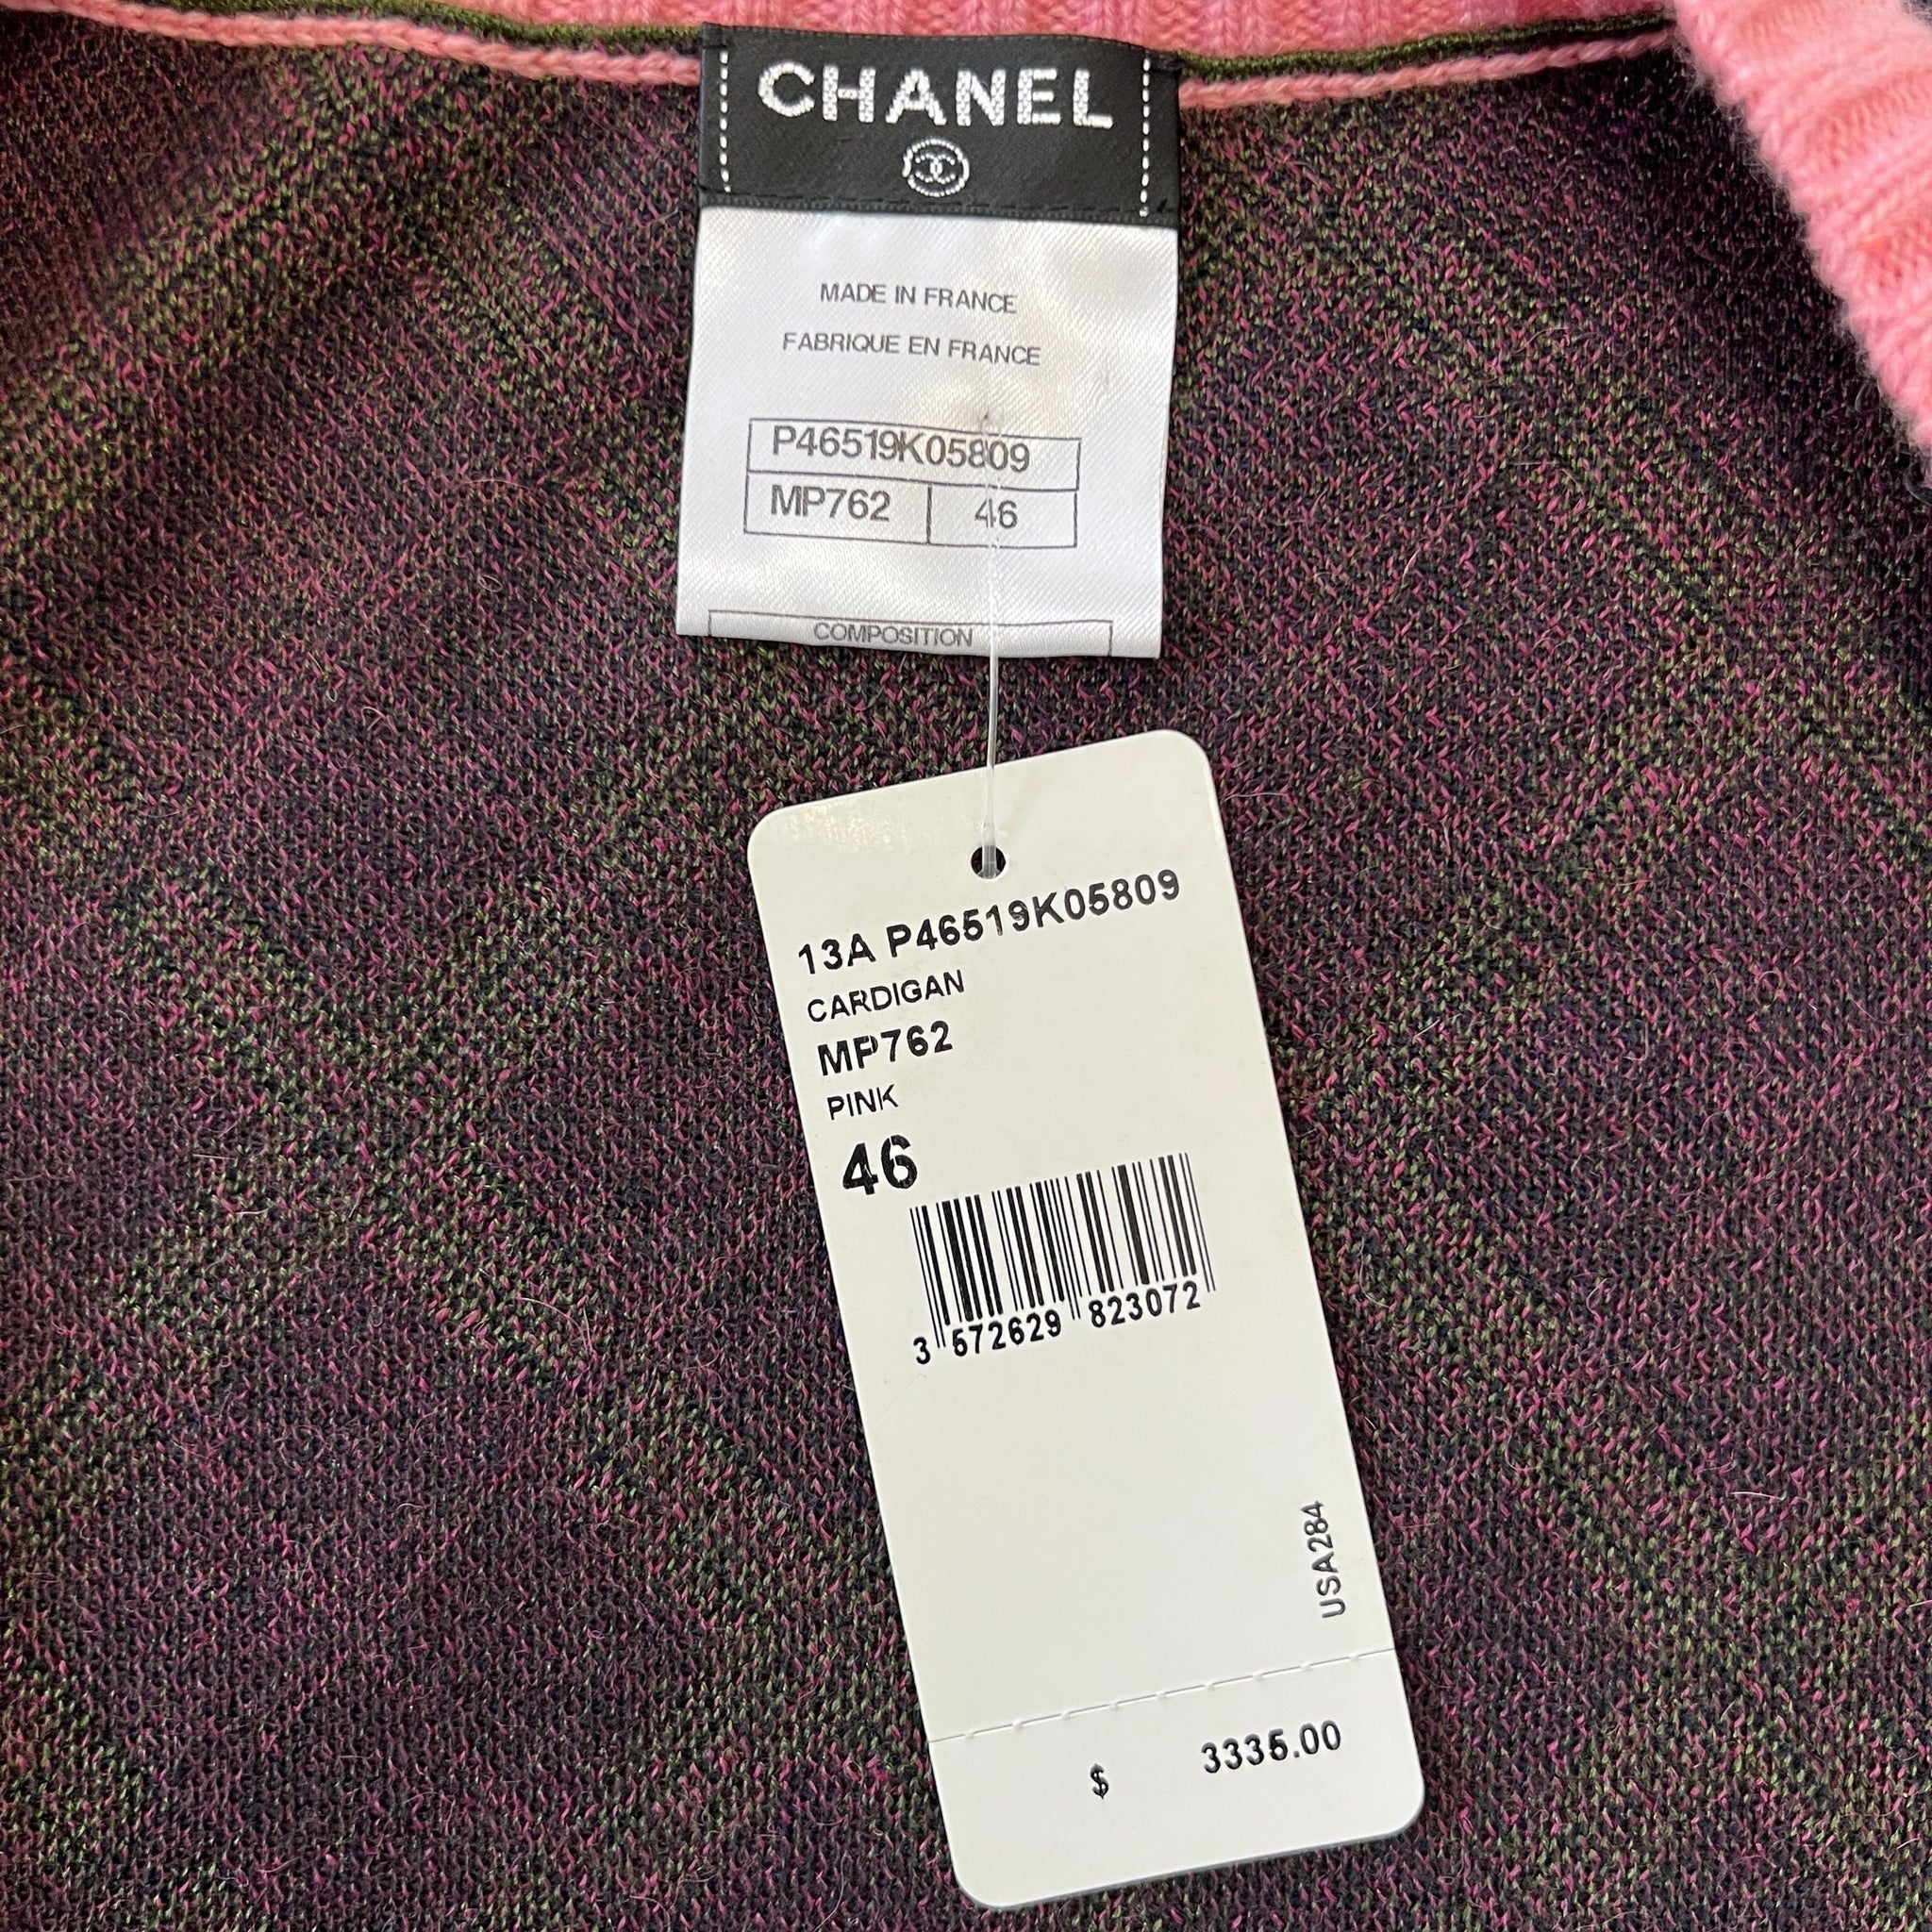 CHANEL
MADE IN FRANCE
FABRIQUE EN FRANCE
P46519K05809
MP762 46
COMPOSITION
13A P46519K05809
CARDIGAN
MP762
PINK
46
3 572629 823072
USA284
$ 3335.00